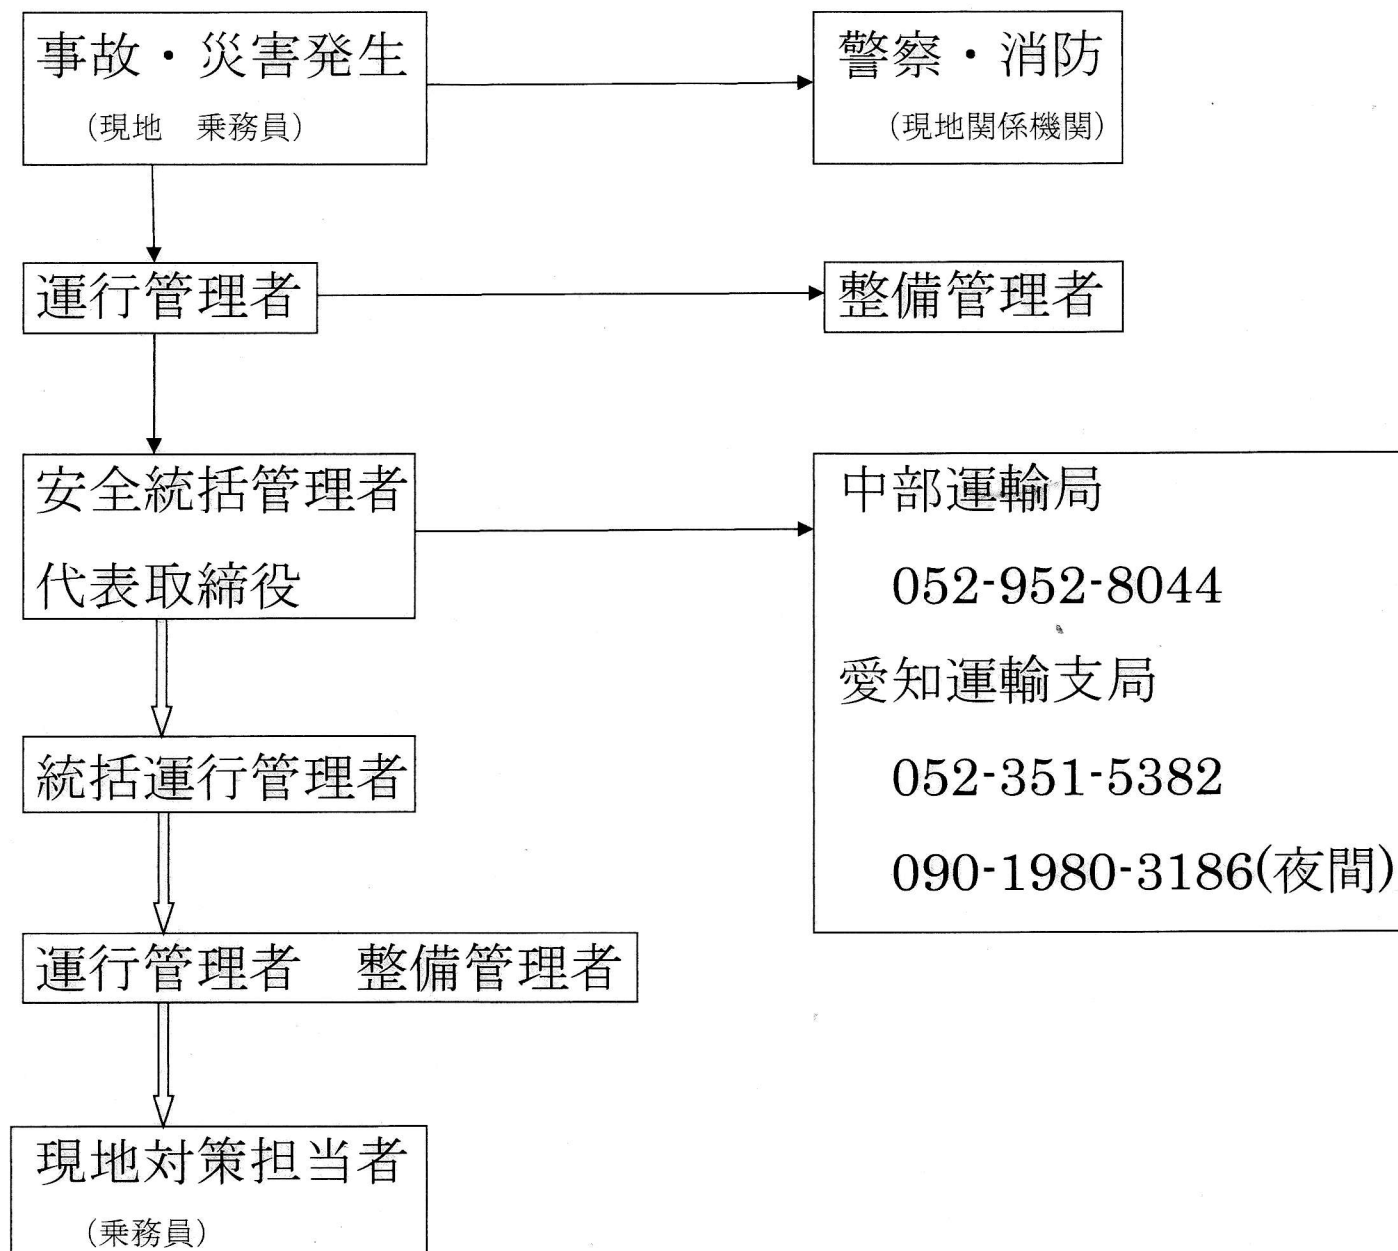 事故・災害発生
（現地　乗務員）
警察・消防
（現地関係機関）
運行管理者
整備管理者
安全統括管理者
代表取締役
中部運輸局
052-952-8044
愛知運輸支局
052-351-5382
090-1980-3186(夜間)
統括運行管理者
運行管理者　整備管理者
現地対策担当者
（乗務員）